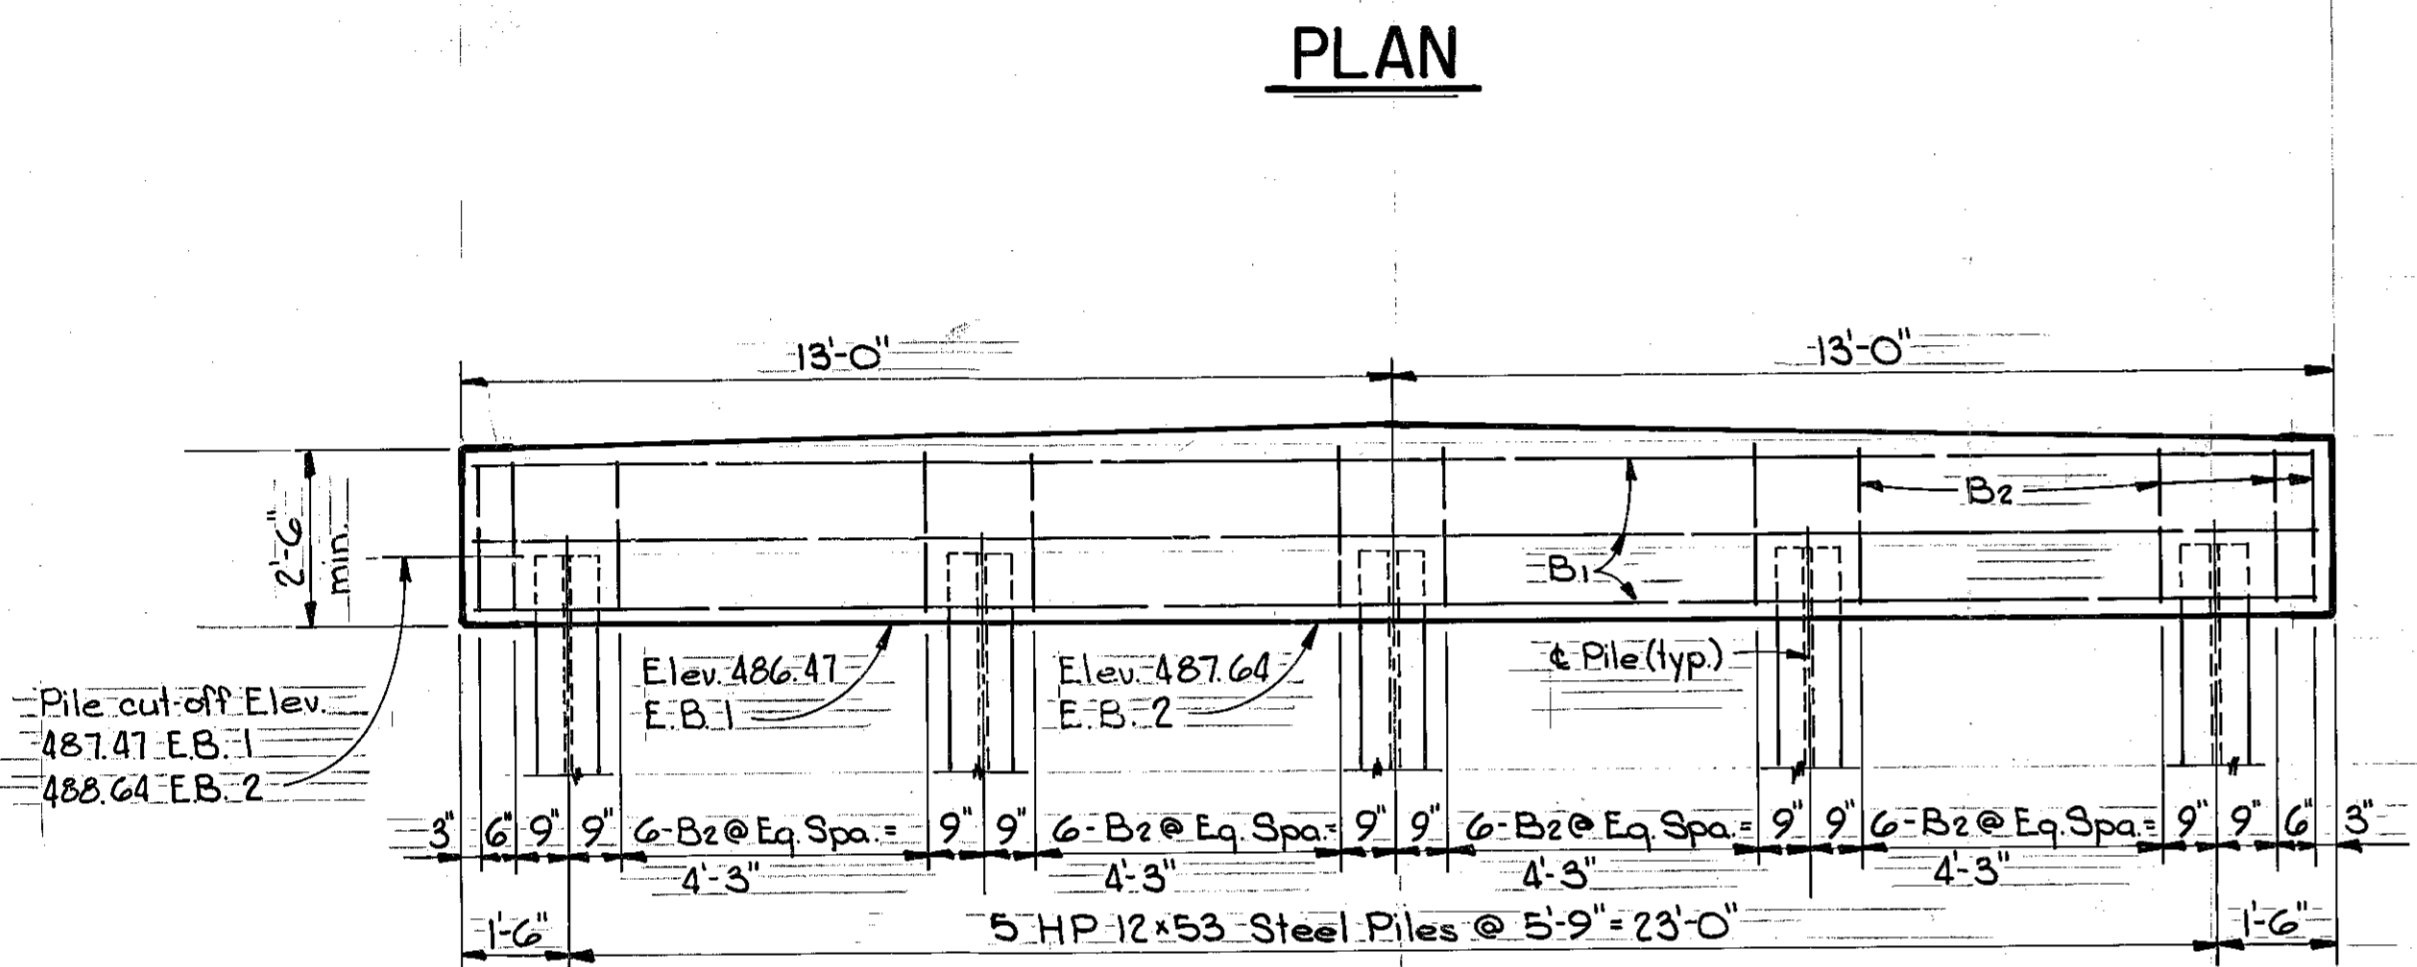 PLAN
13'-0"
13'-0"
2'-6"
min.
B2
B1
Elev. 486.47
E.B. 1
Elev. 487.64
E.B. 2
℄ Pile (typ.)
Pile cut-off Elev.
487.47 E.B. 1
488.64 E.B. 2
3" 6" 9" 9" 6-B2 @ Eq. Spa. = 9" 9" 6-B2 @ Eq. Spa. = 9" 9" 6-B2 @ Eq. Spa. = 9" 9" 6-B2 @ Eq. Spa. = 9" 9" 6" 3"
4'-3" 4'-3" 4'-3" 4'-3"
1'-6" 5 HP 12x53 Steel Piles @ 5'-9" = 23'-0" 1'-6"